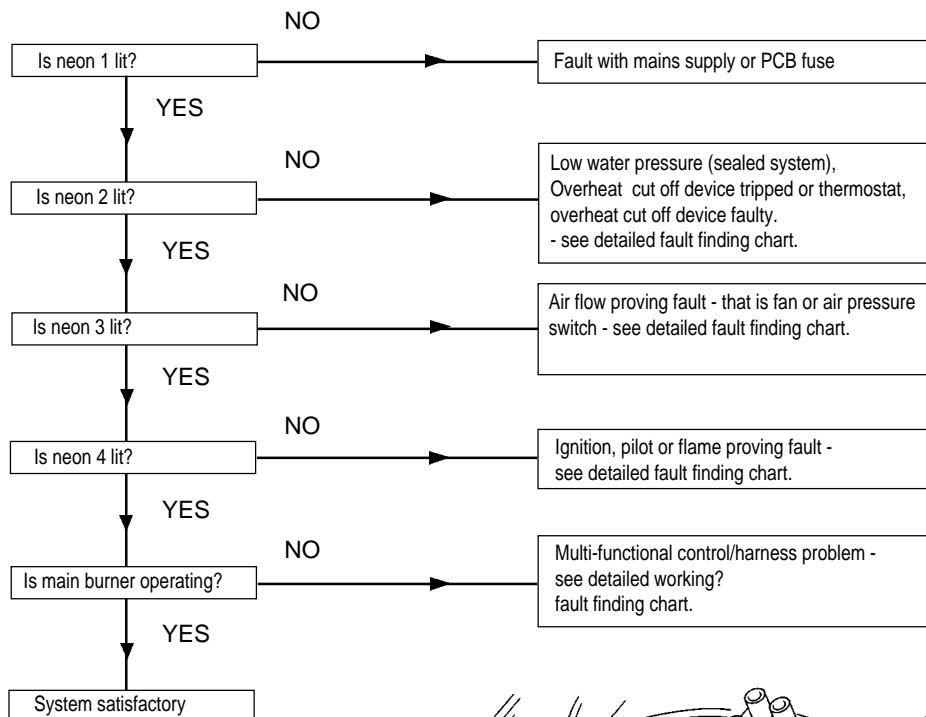 NO
Is neon 1 lit?
Fault with mains supply or PCB fuse
YES
NO
Is neon 2 lit?
Low water pressure (sealed system),
Overheat cut off device tripped or thermostat,
overheat cut off device faulty.
- see detailed fault finding chart.
YES
NO
Is neon 3 lit?
Air flow proving fault - that is fan or air pressure
switch - see detailed fault finding chart.
YES
NO
Is neon 4 lit?
Ignition, pilot or flame proving fault -
see detailed fault finding chart.
YES
NO
Is main burner operating?
Multi-functional control/harness problem -
see detailed working?
fault finding chart.
YES
System satisfactory